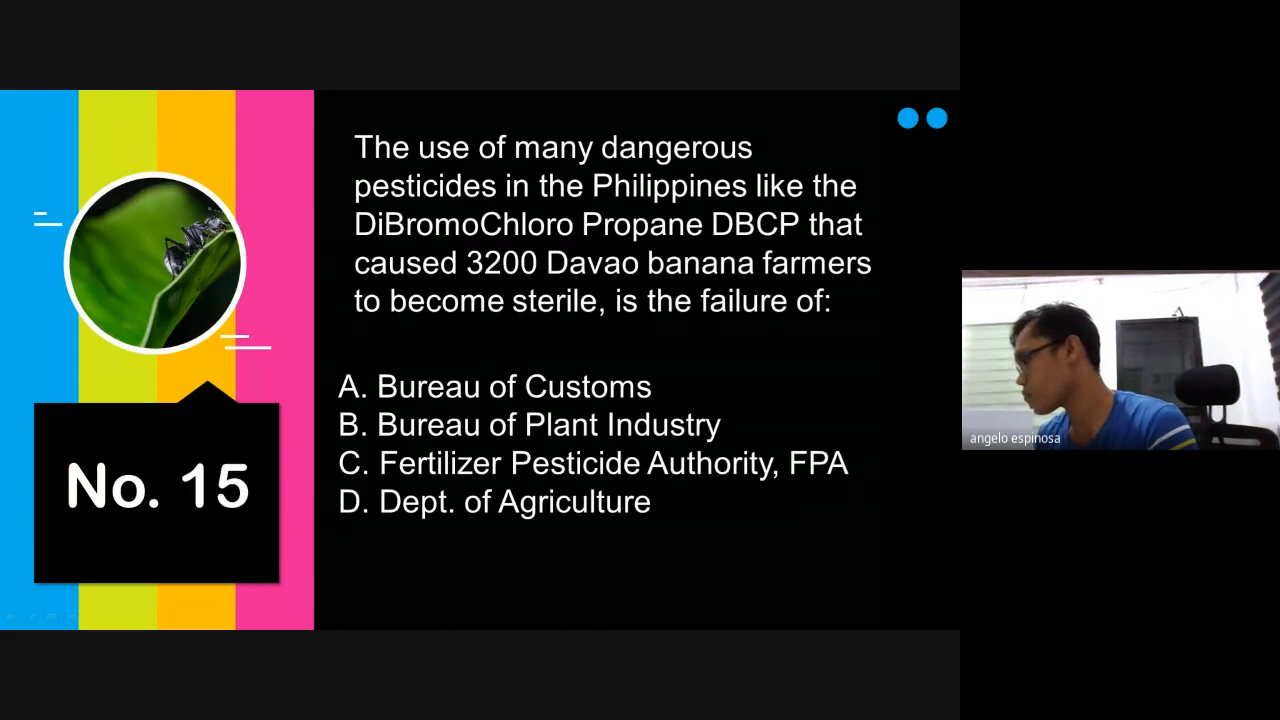 The use of many dangerous
pesticides in the Philippines like the
DiBromoChloro Propane DBCP that
caused 3200 Davao banana farmers
to become sterile, is the failure of:
A. Bureau of Customs
B. Bureau of Plant Industry
C. Fertilizer Pesticide Authority, FPA
D. Dept. of Agriculture
No. 15
angelo espinosa